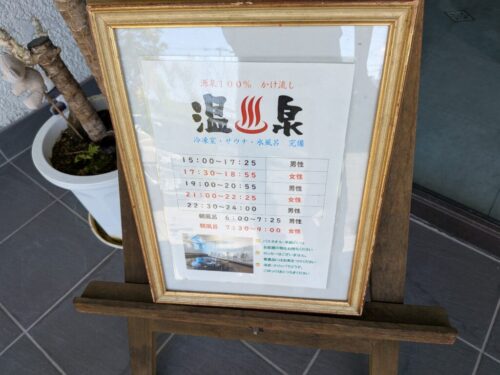 源泉100% かけ流し
温♨泉
冷凍室・サウナ・水風呂 完備
15:00~17:25 男性
17:30~18:55 女性
19:00~20:55 男性
21:00~22:25 女性
22:30~24:00 男性
朝風呂 6:00~7:25 男性
朝風呂 7:30~9:00 女性